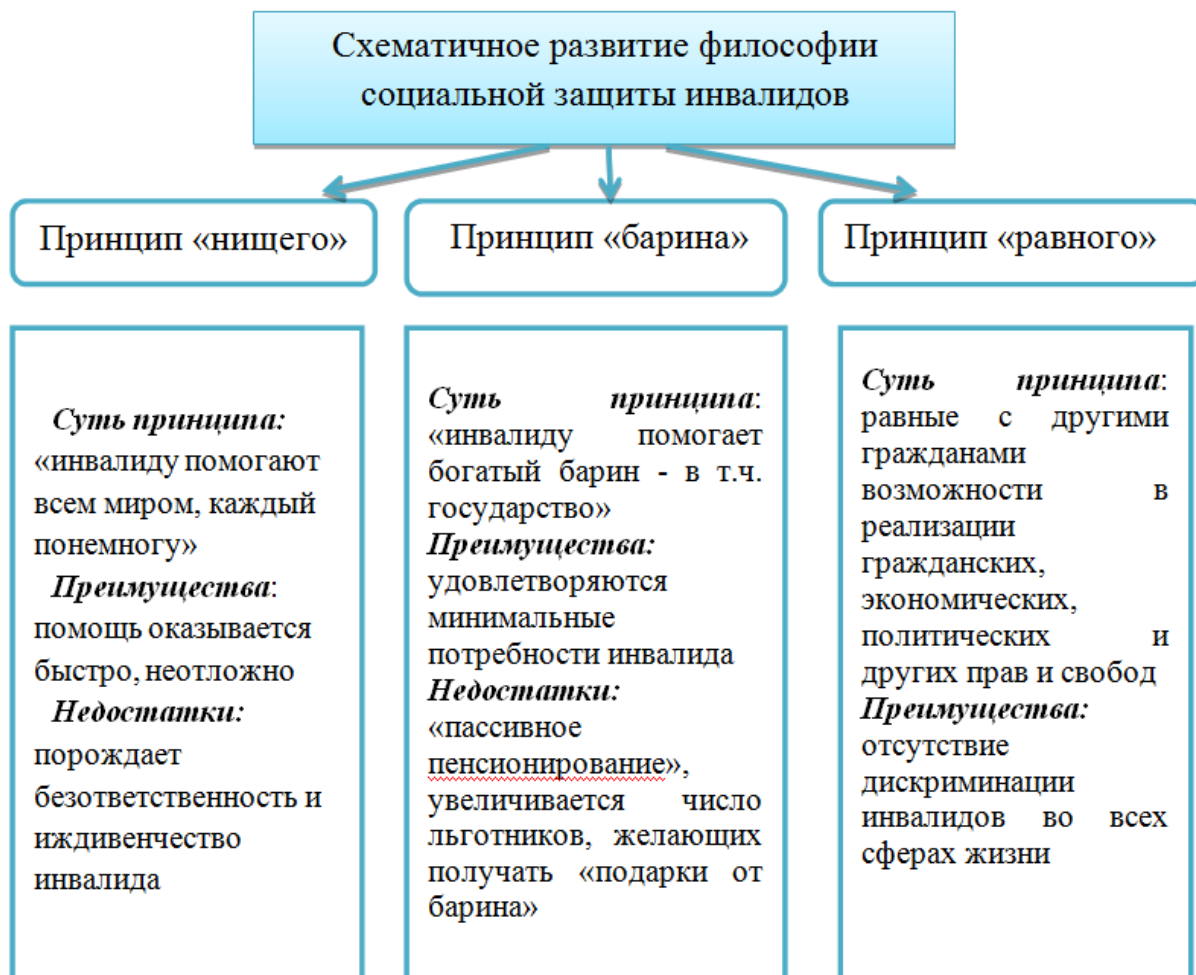 Схематичное развитие философии
социальной защиты инвалидов
Принцип «нищего»
Принцип «барина»
Принцип «равного»
Суть принципа:
«инвалиду помогают
всем миром, каждый
понемногу»
Преимущества:
помощь оказывается
быстро, неотложно
Недостатки:
порождает
безответственность и
иждивенчество
инвалида
Суть принципа:
«инвалиду помогает
богатый барин - в т.ч.
государство»
Преимущества:
удовлетворяются
минимальные
потребности инвалида
Недостатки:
«пассивное
пенсионирование»,
увеличивается число
льготников, желающих
получать «подарки от
барина»
Суть принципа:
равные с другими
гражданами
возможности в
реализации
гражданских,
экономических,
политических и
других прав и свобод
Преимущества:
отсутствие
дискриминации
инвалидов во всех
сферах жизни